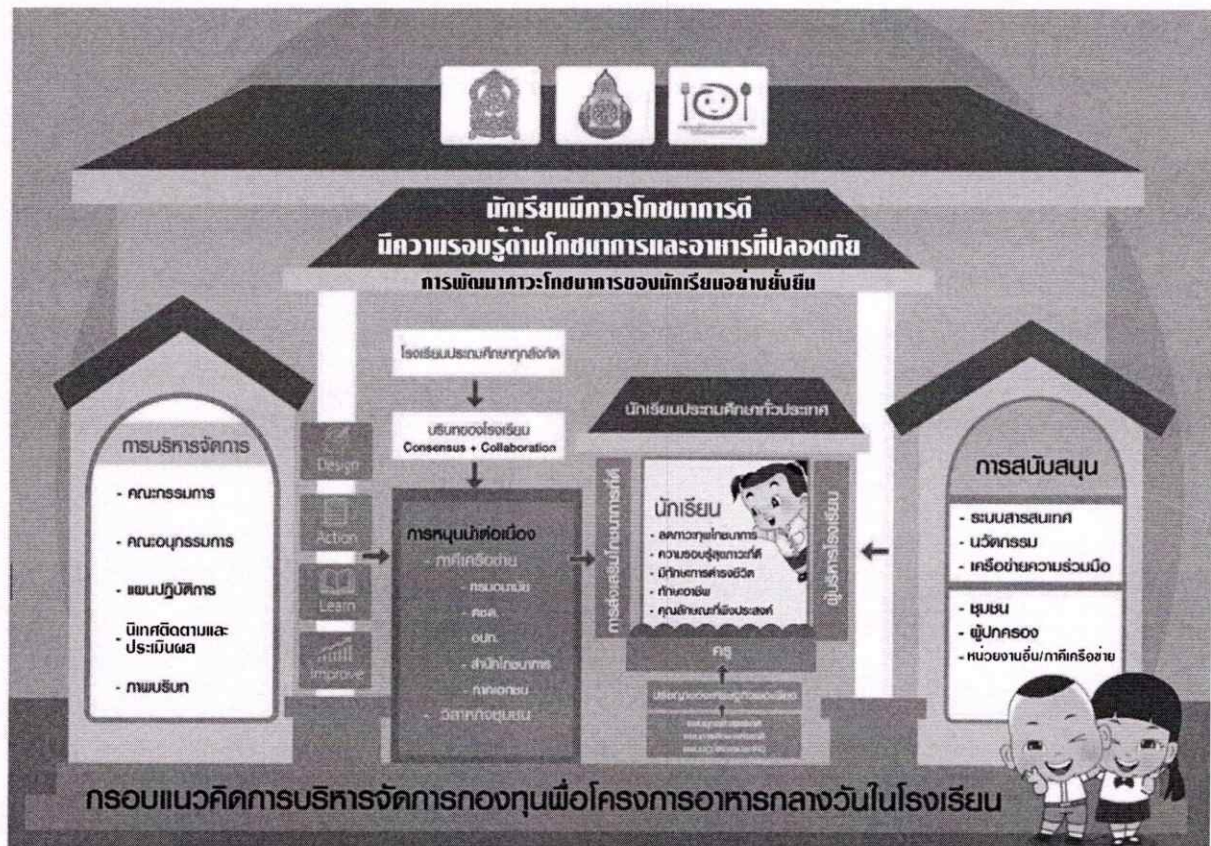 นักเรียนมีภาวะโภชนาการดี
มีความรอบรู้ด้านโภชนาการและอาหารที่ปลอดภัย
การพัฒนาภาวะโภชนาการของนักเรียนอย่างยั่งยืน
การบริหารจัดการ
- คณะกรรมการ
- คณะอนุกรรมการ
- แผนปฏิบัติการ
- นิเทศติดตามและ
ประเมินผล
- ภาพบริบท
Design
Action
Learn
Improve
โรงเรียนประถมศึกษาทุกสังกัด
บริบทของโรงเรียน
Consensus + Collaboration
การหนุนนำต่อเนื่อง
- ภาคีเครือข่าย
- กรมอนามัย
- อปท.
- สำนักโภชนาการ
- ภาคเอกชน
- วิสาหกิจชุมชน
นักเรียนประถมศึกษาทั่วประเทศ
การส่งเสริมโภชนาการที่ดี
นักเรียน
- ลดภาวะทุพโภชนาการ
- ความรอบรู้สุขภาวะที่ดี
- มีทักษะการดำรงชีวิต
- ทักษะอาชีพ
- คุณลักษณะที่พึงประสงค์
ผู้บริหารโรงเรียน
ครู
ปรัชญาของเศรษฐกิจพอเพียง
การสนับสนุน
- ระบบสารสนเทศ
- นวัตกรรม
- เครือข่ายความร่วมมือ
- ชุมชน
- ผู้ปกครอง
- หน่วยงานอื่น/ภาคีเครือข่าย
กรอบแนวคิดการบริหารจัดการกองทุนเพื่อโครงการอาหารกลางวันในโรงเรียน